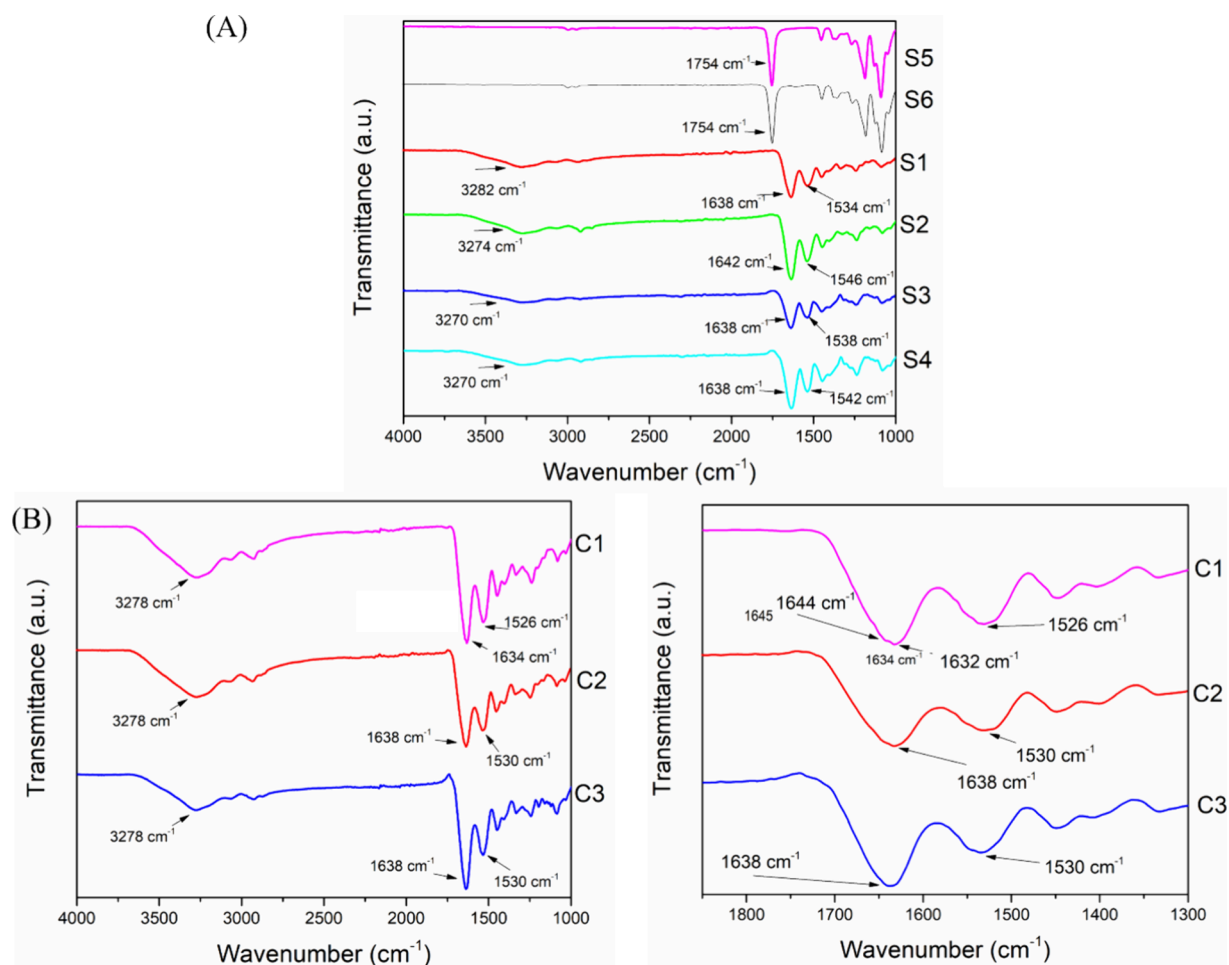 (A)
Transmittance (a.u.)
1754 cm⁻¹
S5
1754 cm⁻¹
S6
3282 cm⁻¹
1638 cm⁻¹
1534 cm⁻¹
S1
3274 cm⁻¹
1642 cm⁻¹
1546 cm⁻¹
S2
3270 cm⁻¹
1638 cm⁻¹
1538 cm⁻¹
S3
3270 cm⁻¹
1638 cm⁻¹
1542 cm⁻¹
S4
4000 3500 3000 2500 2000 1500 1000
Wavenumber (cm⁻¹)
(B)
Transmittance (a.u.)
C1
3278 cm⁻¹
1526 cm⁻¹
1634 cm⁻¹
C2
3278 cm⁻¹
1638 cm⁻¹
1530 cm⁻¹
C3
3278 cm⁻¹
1638 cm⁻¹
1530 cm⁻¹
4000 3500 3000 2500 2000 1500 1000
Wavenumber (cm⁻¹)
Transmittance (a.u.)
C1
1644 cm⁻¹
1645
1634 cm⁻¹
1632 cm⁻¹
1526 cm⁻¹
C2
1638 cm⁻¹
1530 cm⁻¹
C3
1638 cm⁻¹
1530 cm⁻¹
1800 1700 1600 1500 1400 1300
Wavenumber (cm⁻¹)